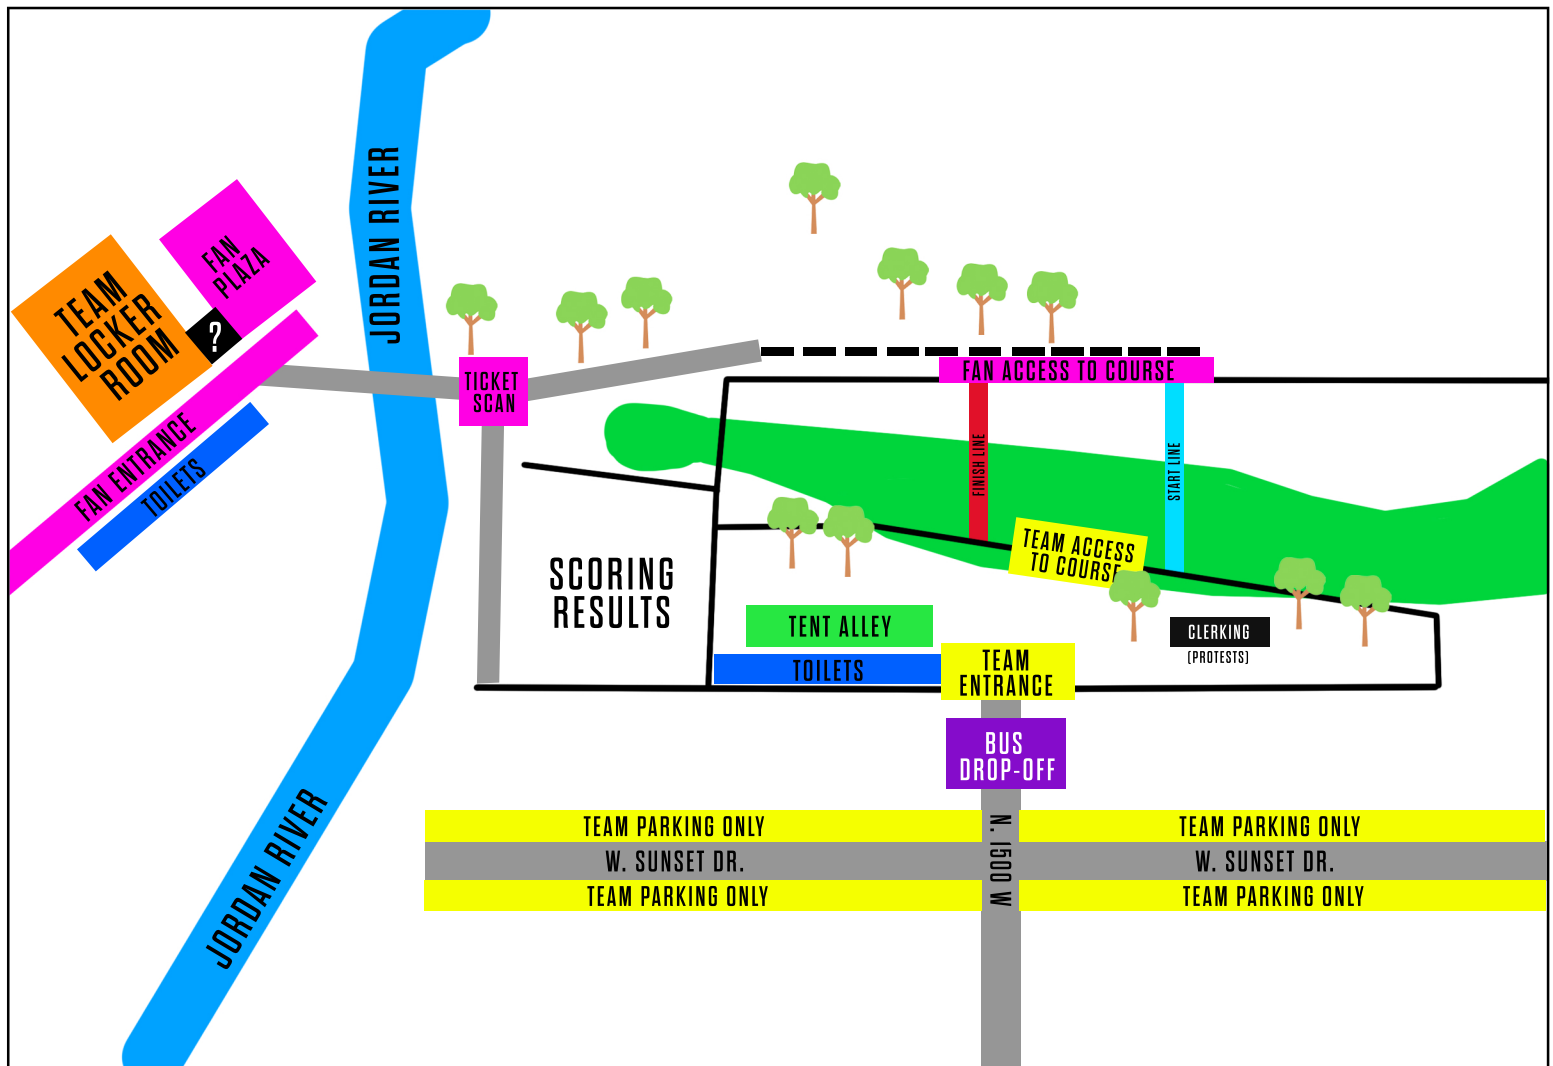 JORDAN RIVER
FAN
PLAZA
TEAM
LOCKER
ROOM
?
FAN ENTRANCE
TOILETS
TICKET
SCAN
FAN ACCESS TO COURSE
FINISH LINE
START LINE
TEAM ACCESS
TO COURSE
SCORING
RESULTS
TENT ALLEY
TOILETS
TEAM
ENTRANCE
CLERKING
(PROTESTS)
BUS
DROP-OFF
JORDAN RIVER
TEAM PARKING ONLY
TEAM PARKING ONLY
W. SUNSET DR.
N. 1500 W
W. SUNSET DR.
TEAM PARKING ONLY
TEAM PARKING ONLY